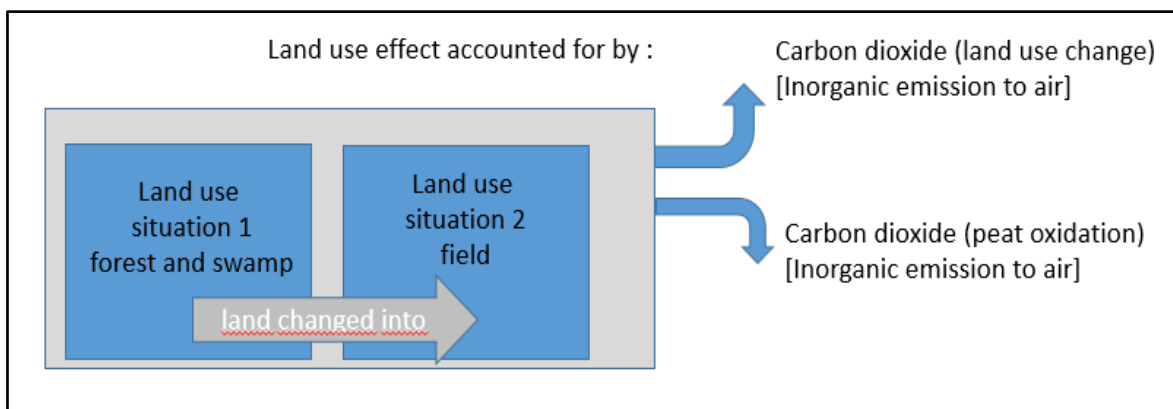 Land use effect accounted for by :
Carbon dioxide (land use change)
[Inorganic emission to air]
Land use
situation 1
forest and swamp
Land use
situation 2
field
land changed into
Carbon dioxide (peat oxidation)
[Inorganic emission to air]